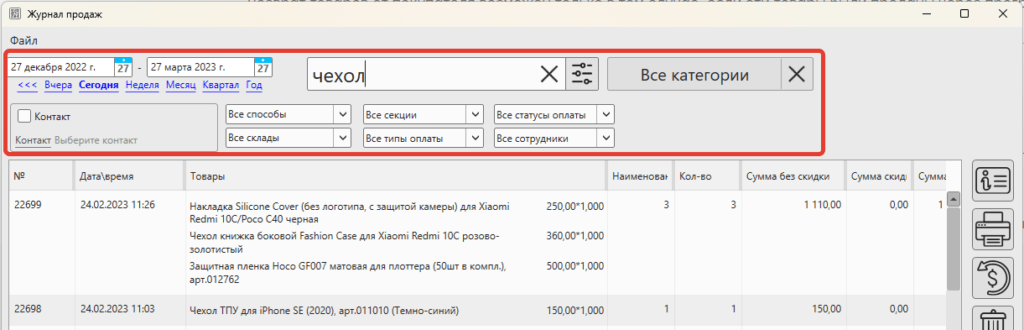 Журнал продаж
Файл
27 декабря 2022 г. 27 - 27 марта 2023 г. 27
<<< Вчера Сегодня Неделя Месяц Квартал Год
чехол
Все категории
Контакт
Контакт Выберите контакт
Все способы Все секции Все статусы оплаты
Все склады Все типы оплаты Все сотрудники
№ Дата\время Товары Наименован Кол-во Сумма без скидки Сумма скид Сумма
22699 24.02.2023 11:26 Накладка Silicone Cover (без логотипа, с защитой камеры) для Xiaomi 250,00*1,000 3 3 1 110,00 0,00 1
Redmi 10C/Poco C40 черная
Чехол книжка боковой Fashion Case для Xiaomi Redmi 10C розово- 360,00*1,000
золотистый
Защитная пленка Hoco GF007 матовая для плоттера (50шт в компл.), 500,00*1,000
арт.012762
22698 24.02.2023 11:03 Чехол ТПУ для iPhone SE (2020), арт.011010 (Темно-синий) 150,00*1,000 1 1 150,00 0,00